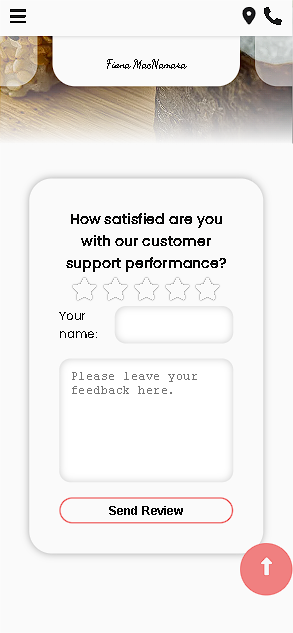 Fiona MacNamara
How satisfied are you
with our customer
support performance?
Your
name:
Please leave your
feedback here.
Send Review